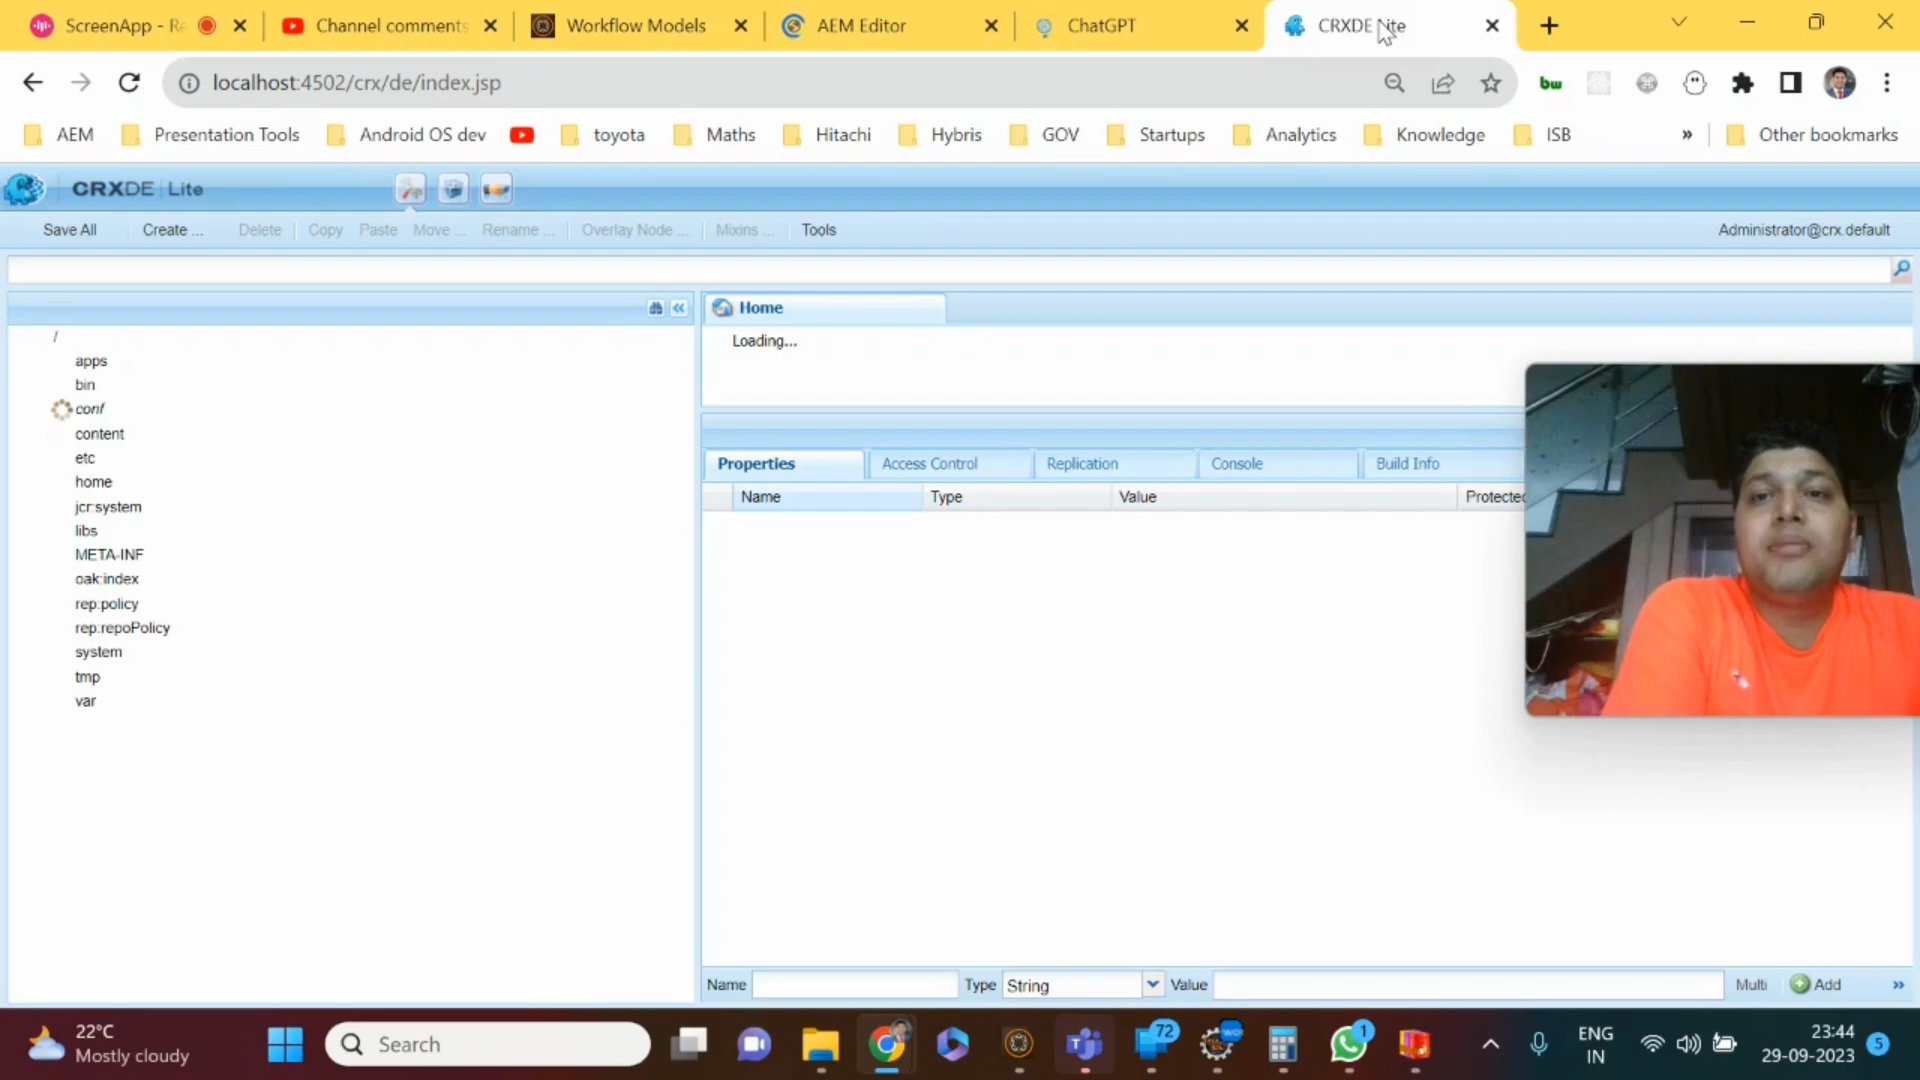 ScreenApp - Re
Channel comments
Workflow Models
AEM Editor
ChatGPT
CRXDE Lite
localhost:4502/crx/de/index.jsp
bw
AEM
Presentation Tools
Android OS dev
toyota
Maths
Hitachi
Hybris
GOV
Startups
Analytics
Knowledge
ISB
»
Other bookmarks
CRXDE | Lite
Save All
Create ...
Delete
Copy
Paste
Move ...
Rename ...
Overlay Node ...
Mixins ...
Tools
Administrator@crx.default
Home
/
Loading...
apps
bin
conf
content
etc
home
jcr:system
libs
META-INF
oak:index
rep:policy
rep:repoPolicy
system
tmp
var
Properties
Access Control
Replication
Console
Build Info
Name
Type
Value
Protected
Name
Type
String
Value
Multi
Add
»
22°C
Mostly cloudy
Search
72
1
ENG
IN
23:44
29-09-2023
5